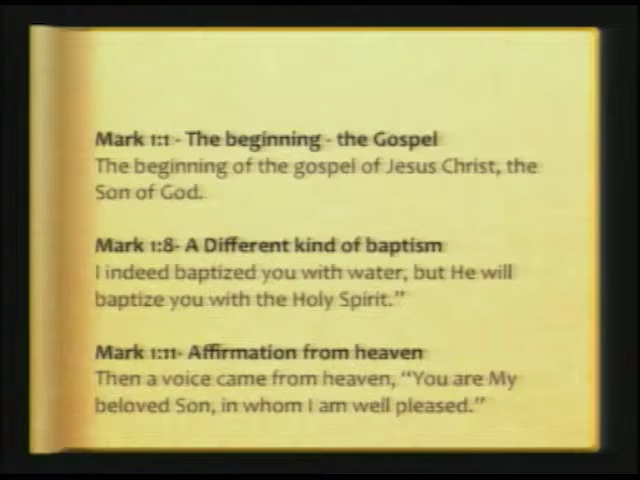 Mark 1:1 - The beginning - the Gospel
The beginning of the gospel of Jesus Christ, the
Son of God.
Mark 1:8- A Different kind of baptism
I indeed baptized you with water, but He will
baptize you with the Holy Spirit.”
Mark 1:11- Affirmation from heaven
Then a voice came from heaven, “You are My
beloved Son, in whom I am well pleased.”